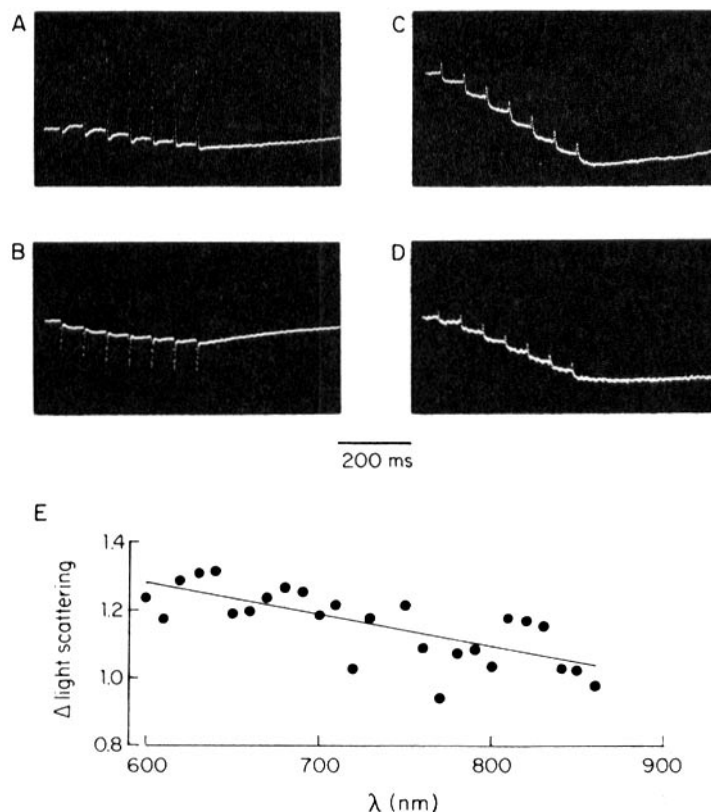 A
C
B
D
200 ms
E
Δ light scattering
1.4
1.2
1.0
0.8
600
700
800
900
λ (nm)